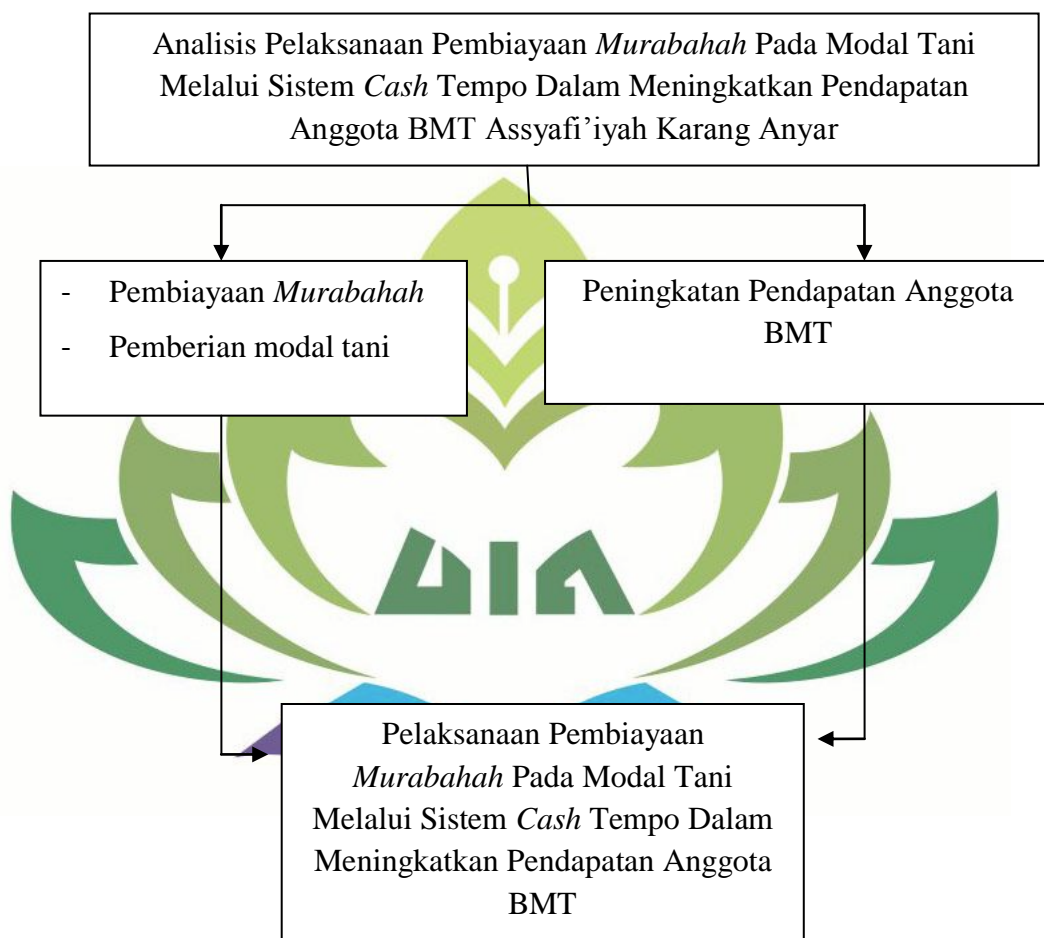 Analisis Pelaksanaan Pembiayaan Murabahah Pada Modal Tani
Melalui Sistem Cash Tempo Dalam Meningkatkan Pendapatan
Anggota BMT Assyafi’iyah Karang Anyar
- Pembiayaan Murabahah
- Pemberian modal tani
Peningkatan Pendapatan Anggota
BMT
UIN
Pelaksanaan Pembiayaan
Murabahah Pada Modal Tani
Melalui Sistem Cash Tempo Dalam
Meningkatkan Pendapatan Anggota
BMT